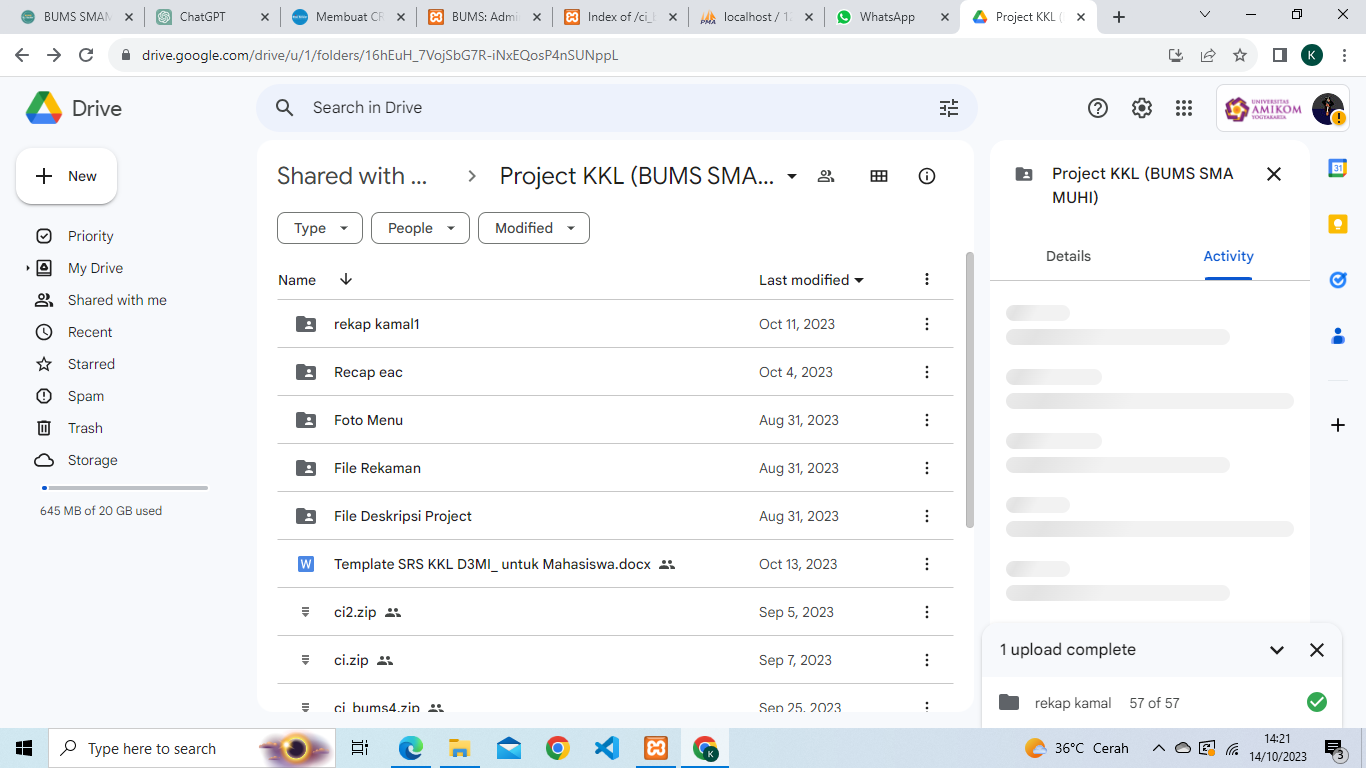 BUMS SMAM
ChatGPT
Membuat CR
BUMS: Admi
Index of /ci_b
localhost / 12
WhatsApp
Project KKL (
drive.google.com/drive/u/1/folders/16hEuH_7VojSbG7R-iNxEQosP4nSUNppL
K
Drive
Search in Drive
UNIVERSITAS
AMIKOM
YOGYAKARTA
New
Priority
My Drive
Shared with me
Recent
Starred
Spam
Trash
Storage
645 MB of 20 GB used
Shared with ...
Project KKL (BUMS SMA...
Type
People
Modified
Name
Last modified
rekap kamal1
Oct 11, 2023
Recap eac
Oct 4, 2023
Foto Menu
Aug 31, 2023
File Rekaman
Aug 31, 2023
File Deskripsi Project
Aug 31, 2023
Template SRS KKL D3MI_ untuk Mahasiswa.docx
Oct 13, 2023
ci2.zip
Sep 5, 2023
ci.zip
Sep 7, 2023
ci_bums4.zip
Sep 25, 2023
Project KKL (BUMS SMA
MUHI)
Details
Activity
31
1 upload complete
rekap kamal 57 of 57
Type here to search
36°C Cerah
14:21
14/10/2023
3